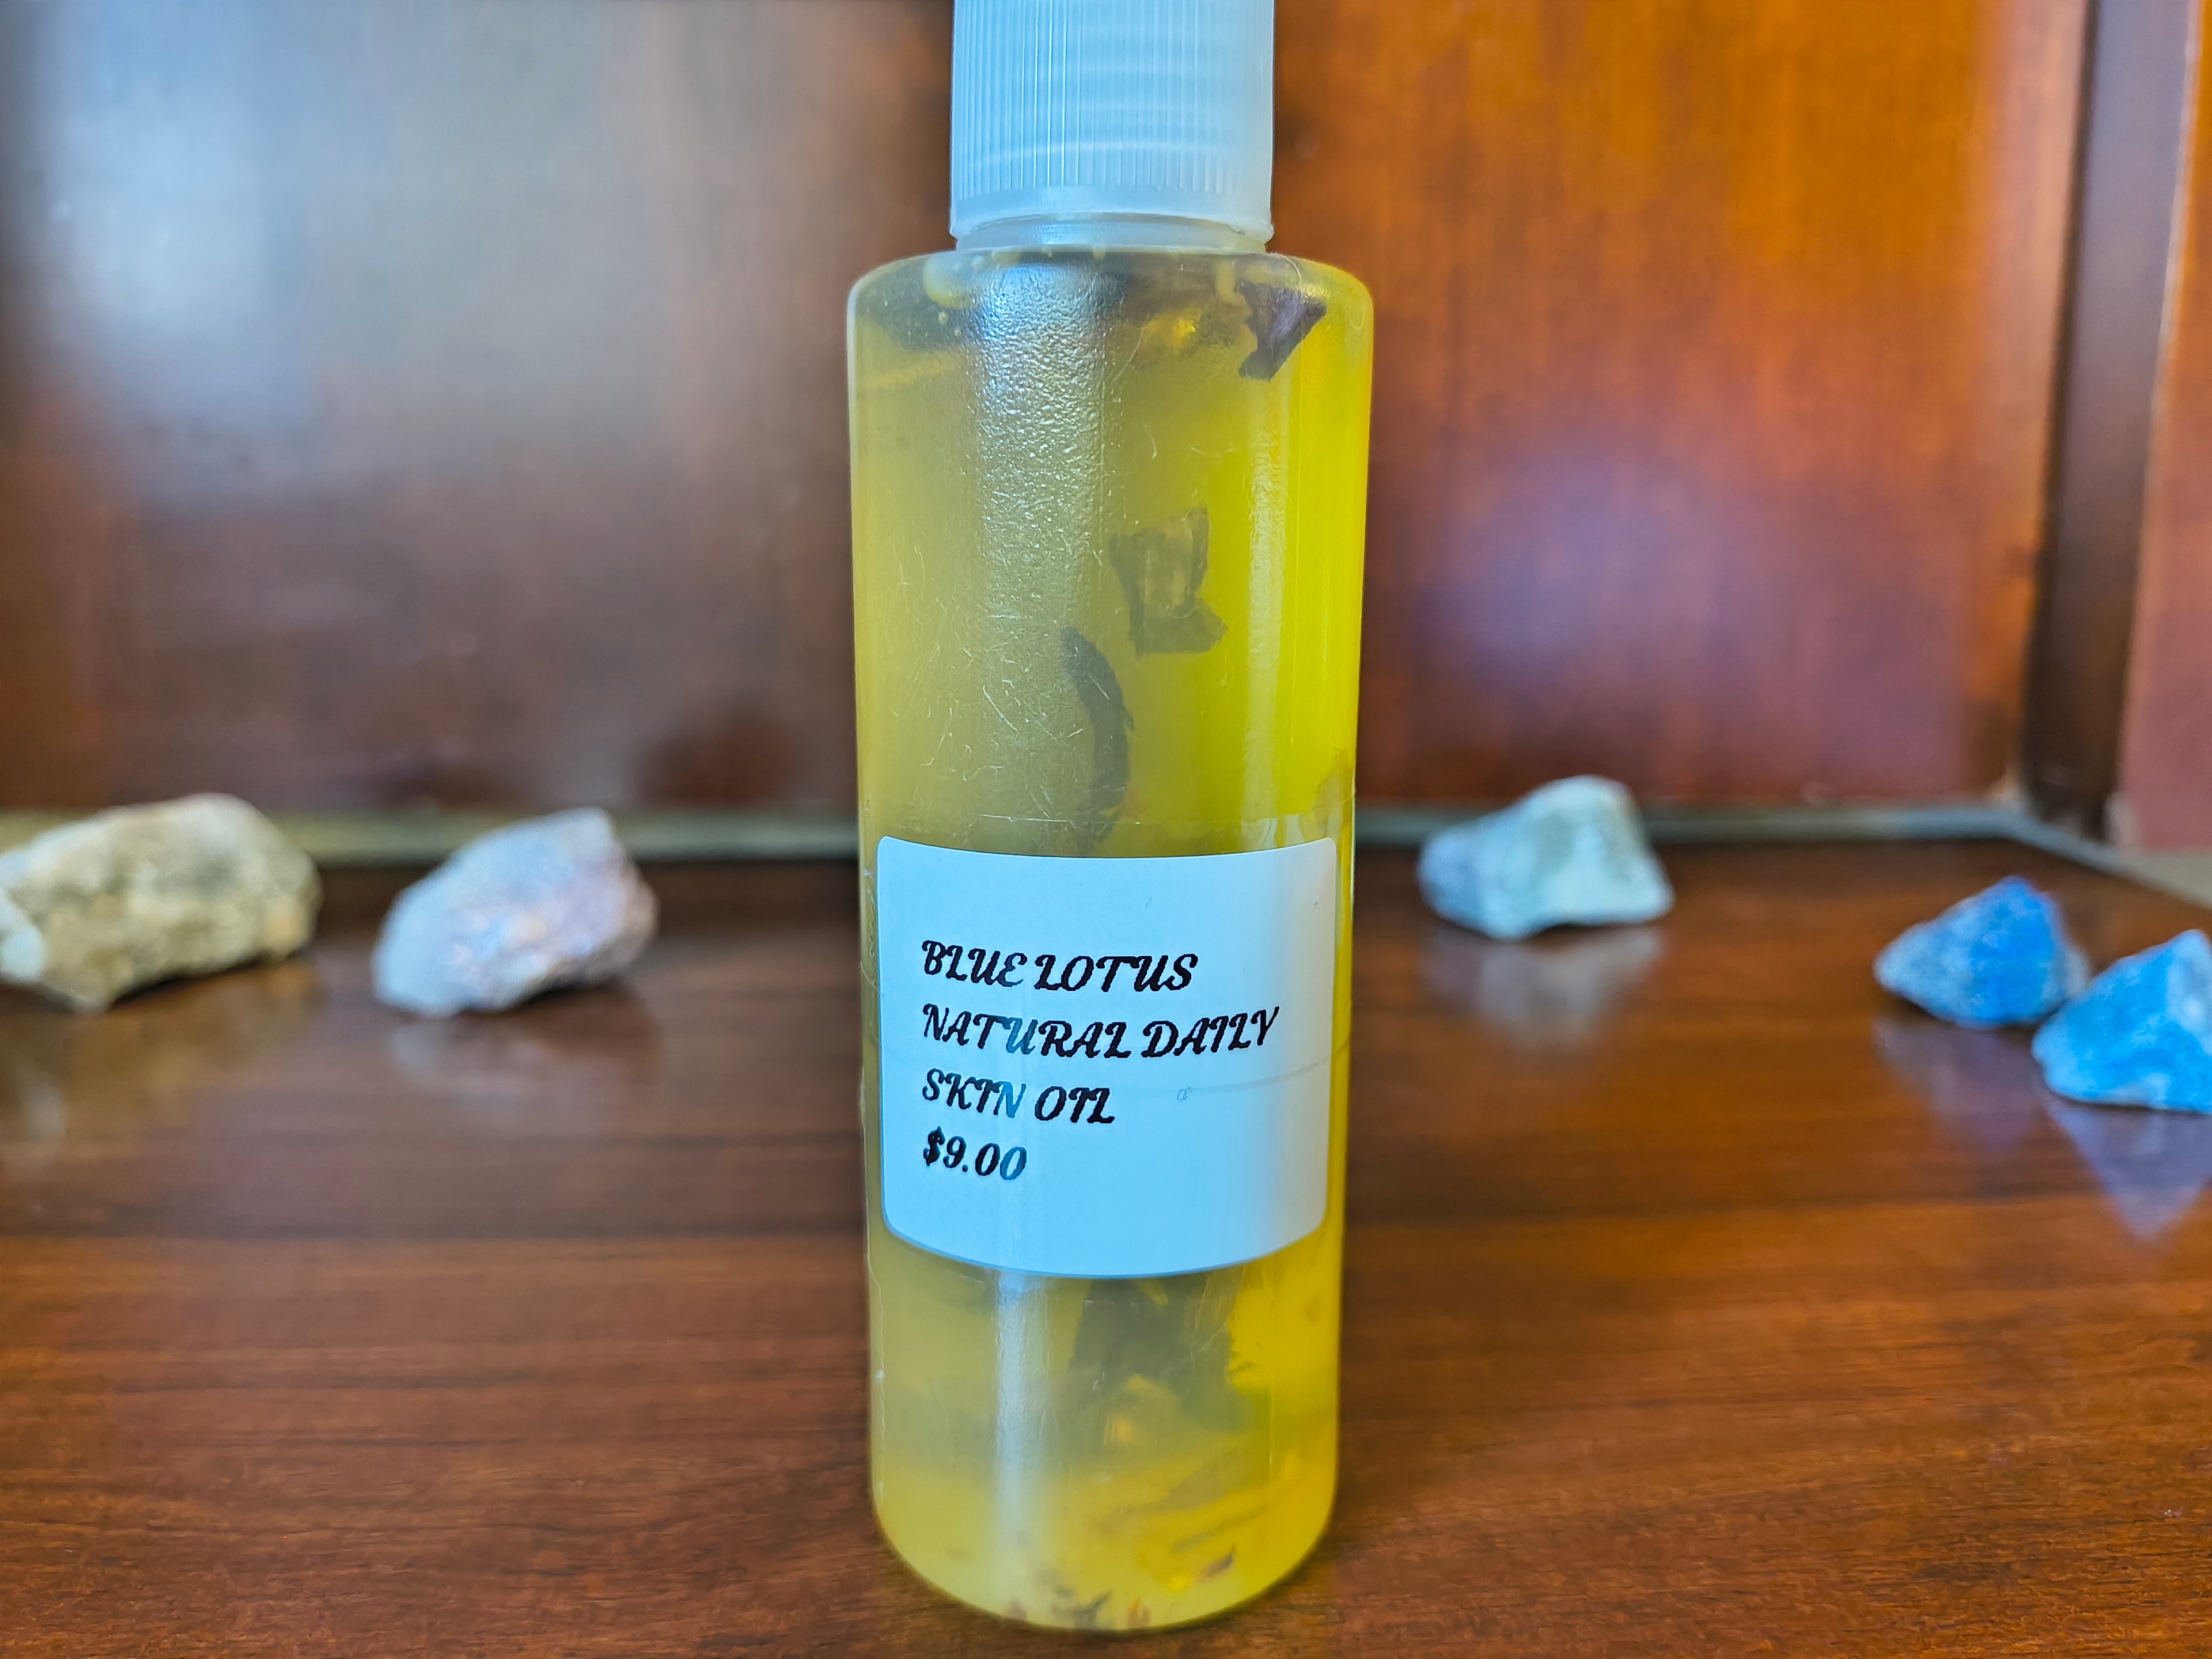 BLUE LOTUS
NATURAL DAILY
SKIN OIL
$9.00